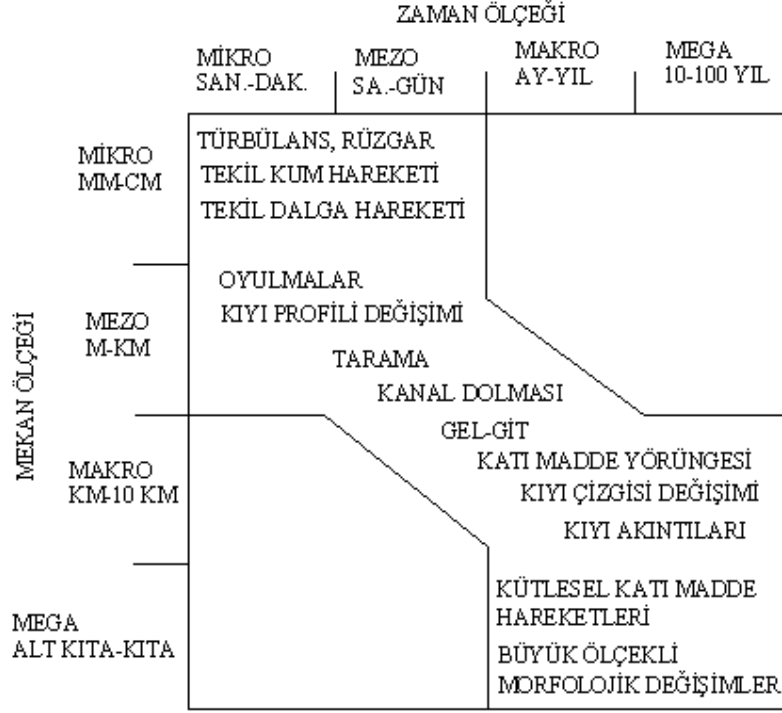 ZAMAN ÖLÇEĞİ
MİKRO
SAN.-DAK.
MEZO
SA.-GÜN
MAKRO
AY-YIL
MEGA
10-100 YIL
MEKAN ÖLÇEĞİ
MİKRO
MM-CM
TÜRBÜLANS, RÜZGAR
TEKİL KUM HAREKETİ
TEKİL DALGA HAREKETİ
MEZO
M-KM
OYULMALAR
KIYI PROFİLİ DEĞİŞİMİ
TARAMA
KANAL DOLMASI
MAKRO
KM-10 KM
GEL-GİT
KATI MADDE YÖRÜNGESİ
KIYI ÇİZGİSİ DEĞİŞİMİ
KIYI AKINTILARI
MEGA
ALT KITA-KITA
KÜTLESEL KATI MADDE
HAREKETLERİ
BÜYÜK ÖLÇEKLİ
MORFOLOJİK DEĞİŞİMLER